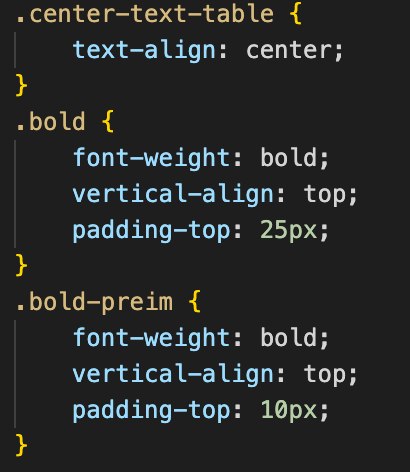 .center-text-table {
    text-align: center;
}
.bold {
    font-weight: bold;
    vertical-align: top;
    padding-top: 25px;
}
.bold-preim {
    font-weight: bold;
    vertical-align: top;
    padding-top: 10px;
}